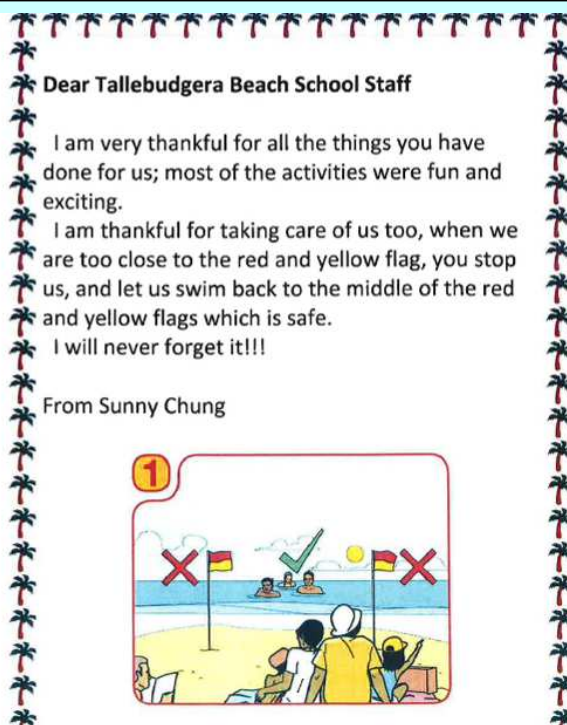 Dear Tallebudgera Beach School Staff
I am very thankful for all the things you have
done for us; most of the activities were fun and
exciting.
I am thankful for taking care of us too, when we
are too close to the red and yellow flag, you stop
us, and let us swim back to the middle of the red
and yellow flags which is safe.
I will never forget it!!!
From Sunny Chung
1